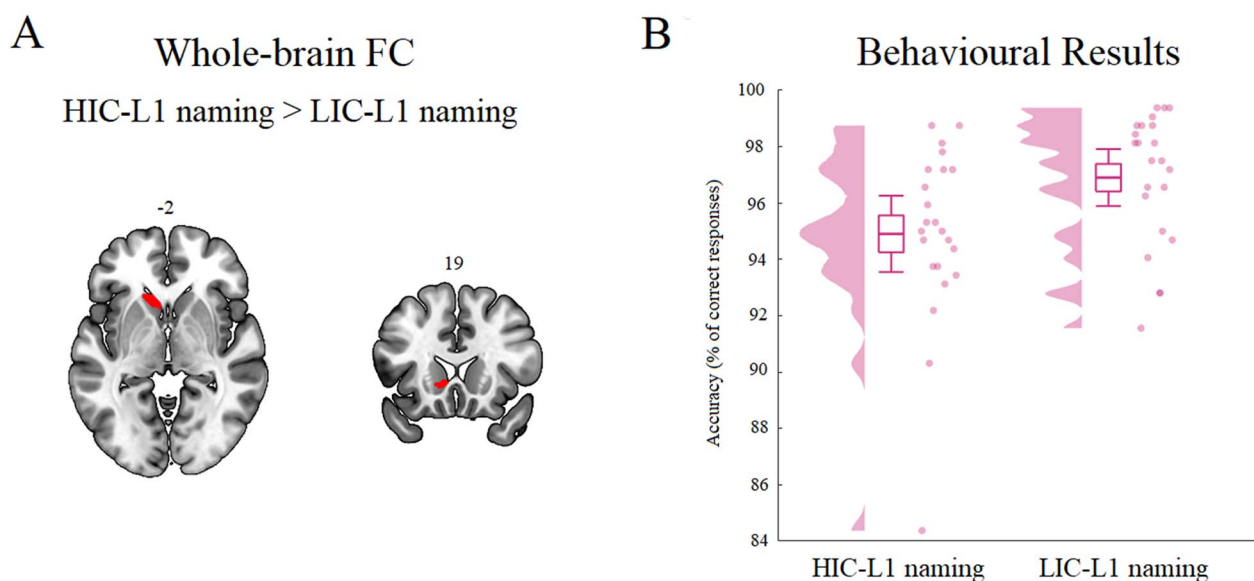 A
Whole-brain FC
HIC-L1 naming > LIC-L1 naming
-2
19
B
Behavioural Results
Accuracy (% of correct responses)
100
98
96
94
92
90
88
86
84
HIC-L1 naming
LIC-L1 naming